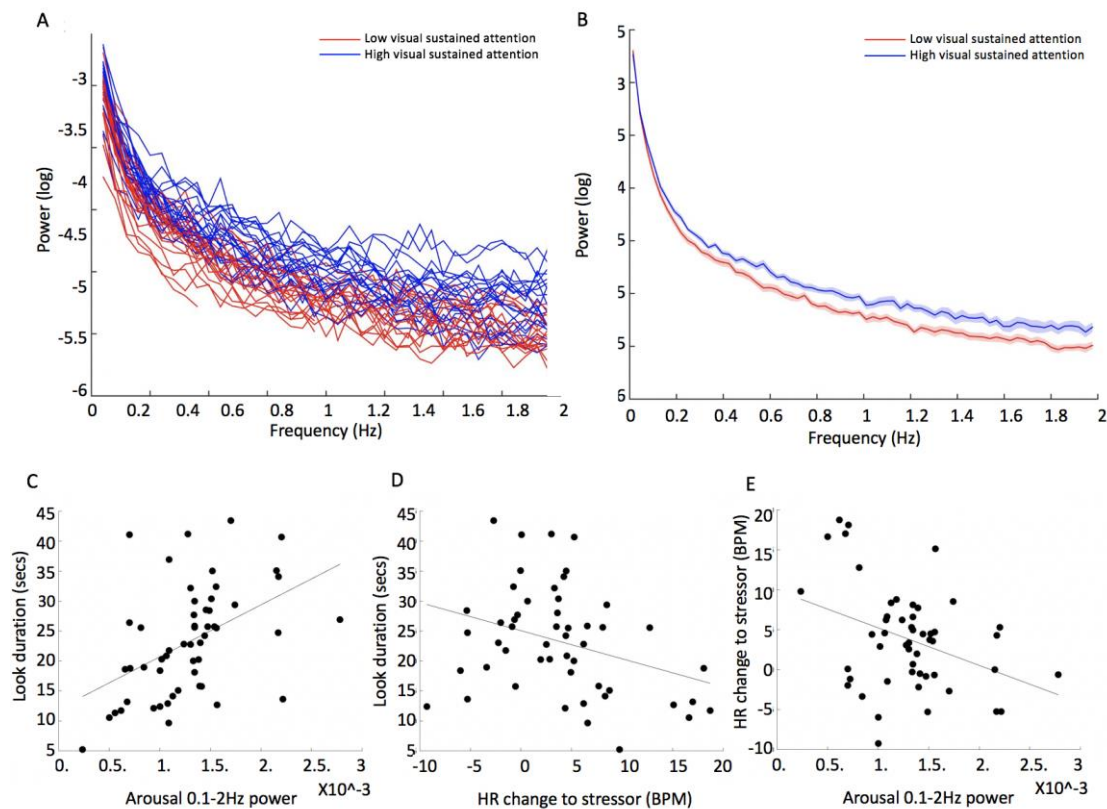 A
Low visual sustained attention
High visual sustained attention
Power (log)
-3
-3.5
-4
-4.5
-5
-5.5
-6
0 0.2 0.4 0.6 0.8 1 1.2 1.4 1.6 1.8 2
Frequency (Hz)
B
Low visual sustained attention
High visual sustained attention
Power (log)
5
3
5
4
5
5
5
6
0 0.2 0.4 0.6 0.8 1 1.2 1.4 1.6 1.8 2
Frequency (Hz)
C
Look duration (secs)
45
40
35
30
25
20
15
10
5
0. 0.5. 1. 1.5. 2. 2.5. 3
X10^-3
Arousal 0.1-2Hz power
D
Look duration (secs)
45
40
35
30
25
20
15
10
5
-10 -5 0 5 10 15 20
HR change to stressor (BPM)
E
HR change to stressor (BPM)
20
15
10
5
0
-5
-10
0. 0.5. 1. 1.5. 2. 2.5. 3
X10^-3
Arousal 0.1-2Hz power